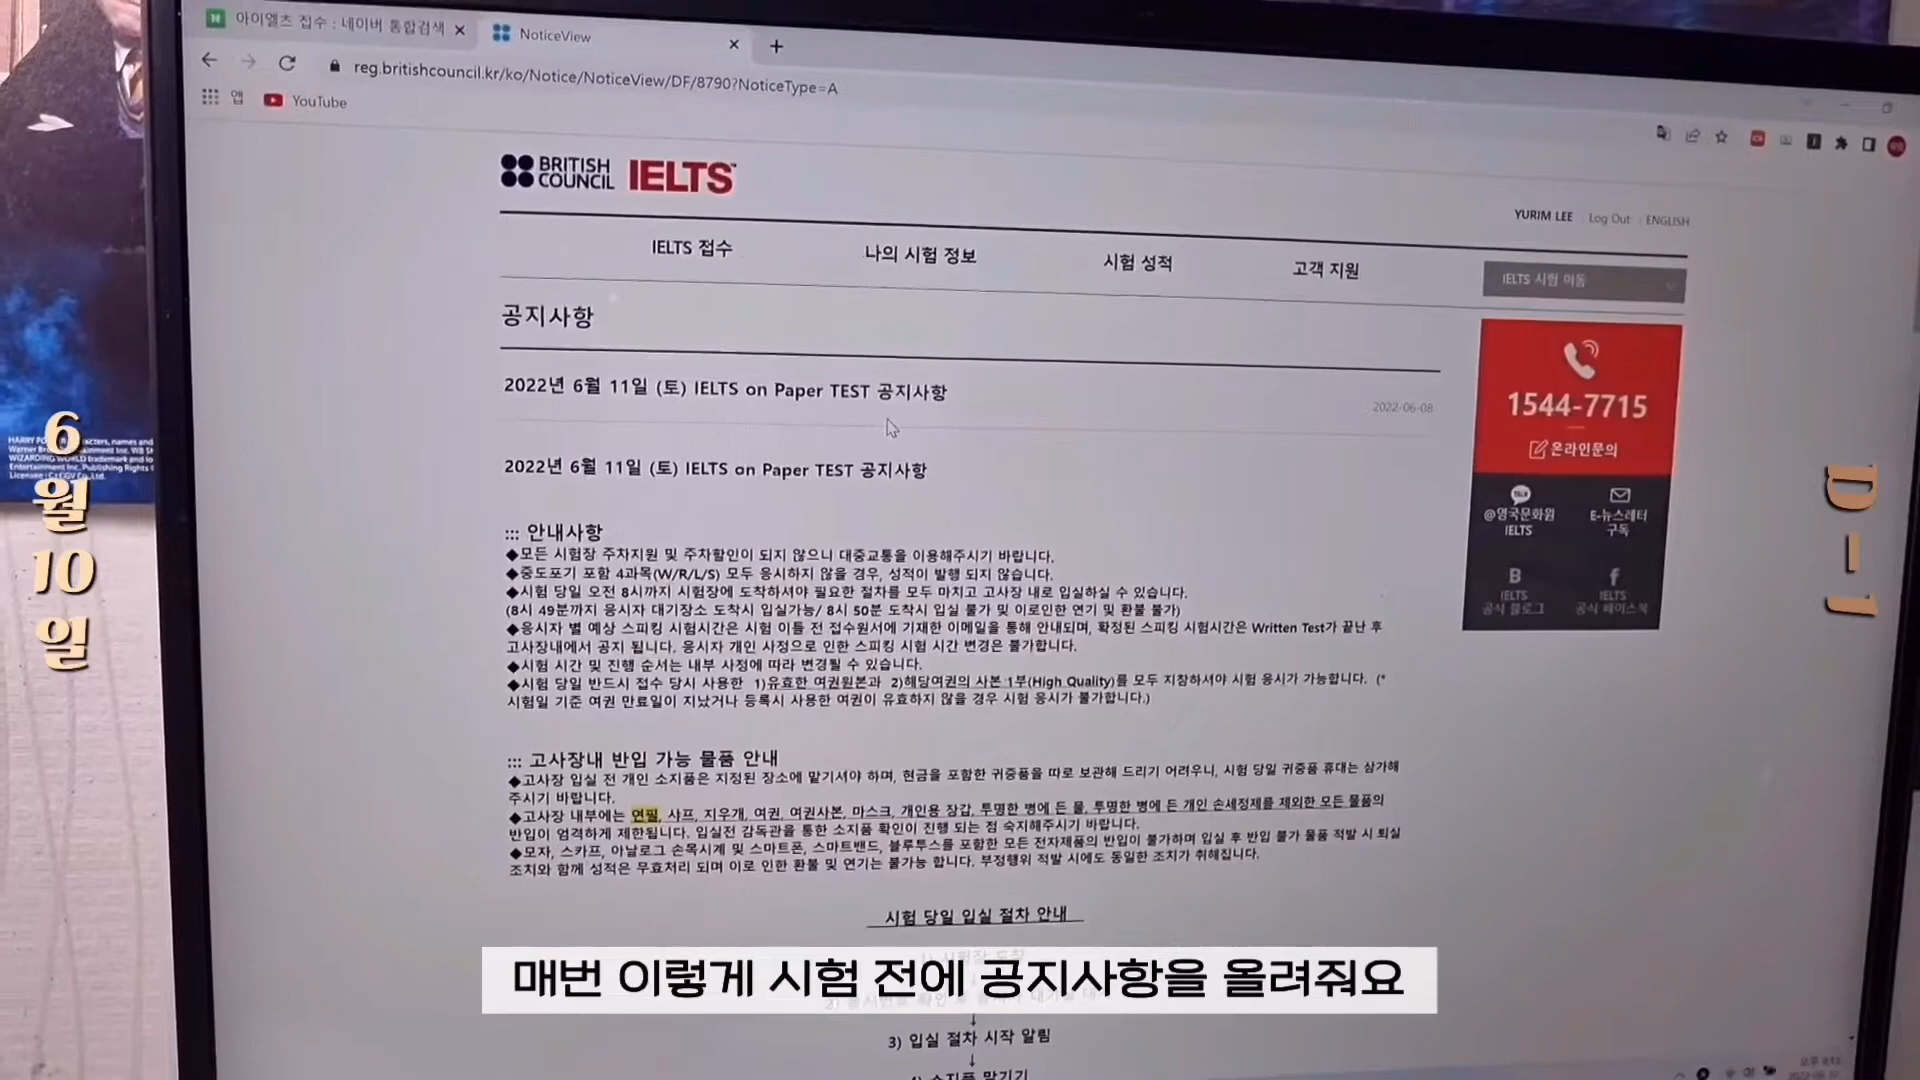 아이엘츠 접수 : 네이버 통합검색
NoticeView
reg.britishcouncil.kr/ko/Notice/NoticeView/DF/8790?NoticeType=A
앱
YouTube
BRITISH
COUNCIL
IELTS
YURIM LEE
Log Out
ENGLISH
IELTS 접수
나의 시험 정보
시험 성적
고객 지원
IELTS 시험 이동
공지사항
2022년 6월 11일 (토) IELTS on Paper TEST 공지사항
2022-06-08
2022년 6월 11일 (토) IELTS on Paper TEST 공지사항
::: 안내사항
◆모든 시험장 주차지원 및 주차할인이 되지 않으니 대중교통을 이용해주시기 바랍니다.
◆중도포기 포함 4과목(W/R/L/S) 모두 응시하지 않을 경우, 성적이 발행 되지 않습니다.
◆시험 당일 오전 8시까지 시험장에 도착하셔야 필요한 절차를 모두 마치고 고사장 내로 입실하실 수 있습니다.
(8시 49분까지 응시자 대기장소 도착시 입실가능/ 8시 50분 도착시 입실 불가 및 이로인한 연기 및 환불 불가)
◆응시자 별 예상 스피킹 시험시간은 시험 이틀 전 접수원서에 기재한 이메일을 통해 안내되며, 확정된 스피킹 시험시간은 Written Test가 끝난 후
고사장내에서 공지 됩니다. 응시자 개인 사정으로 인한 스피킹 시험 시간 변경은 불가합니다.
◆시험 시간 및 진행 순서는 내부 사정에 따라 변경될 수 있습니다.
◆시험 당일 반드시 접수 당시 사용한 1)유효한 여권원본과 2)해당여권의 사본 1부(High Quality)를 모두 지참하셔야 시험 응시가 가능합니다. (*
시험일 기준 여권 만료일이 지났거나 등록시 사용한 여권이 유효하지 않을 경우 시험 응시가 불가합니다.)
::: 고사장내 반입 가능 물품 안내
◆고사장 입실 전 개인 소지품은 지정된 장소에 맡기셔야 하며, 현금을 포함한 귀중품을 따로 보관해 드리기 어려우니, 시험 당일 귀중품 휴대는 삼가해
주시기 바랍니다.
◆고사장 내부에는 연필, 샤프, 지우개, 여권, 여권사본, 마스크, 개인용 장갑, 투명한 병에 든 물, 투명한 병에 든 개인 손세정제를 제외한 모든 물품의
반입이 엄격하게 제한됩니다. 입실전 감독관을 통한 소지품 확인이 진행 되는 점 숙지해주시기 바랍니다.
◆모자, 스카프, 아날로그 손목시계 및 스마트폰, 스마트밴드, 블루투스를 포함한 모든 전자제품의 반입이 불가하며 입실 후 반입 불가 물품 적발 시 퇴실
조치와 함께 성적은 무효처리 되며 이로 인한 환불 및 연기는 불가능 합니다. 부정행위 적발 시에도 동일한 조치가 취해집니다.
시험 당일 입실 절차 안내
3) 입실 절차 시작 알림
4) 소지품 맡기기
1544-7715
온라인문의
TALK
@영국문화원
IELTS
E-뉴스레터
구독
B
IELTS
공식 블로그
f
IELTS
공식 페이스북
6월 10일
D-1
매번 이렇게 시험 전에 공지사항을 올려줘요